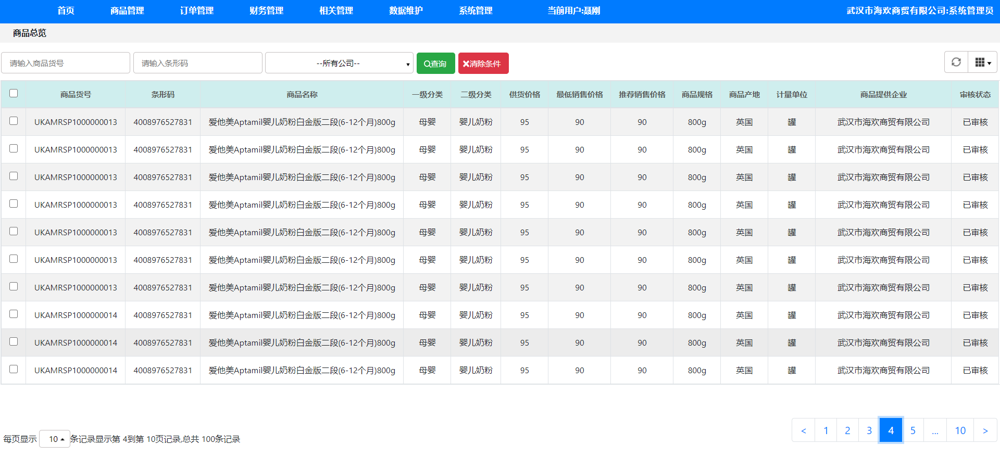 首页 商品管理 订单管理 财务管理 相关管理 数据维护 系统管理 当前用户:聂刚 武汉市海欢商贸有限公司:系统管理员
商品总览
请输入商品货号 请输入条形码 --所有公司-- 查询 清除条件
商品货号 条形码 商品名称 一级分类 二级分类 供货价格 最低销售价格 推荐销售价格 商品规格 商品产地 计量单位 商品提供企业 审核状态
UKAMRSP1000000013 4008976527831 爱他美Aptamil婴儿奶粉白金版二段(6-12个月)800g 母婴 婴儿奶粉 95 90 90 800g 英国 罐 武汉市海欢商贸有限公司 已审核
UKAMRSP1000000013 4008976527831 爱他美Aptamil婴儿奶粉白金版二段(6-12个月)800g 母婴 婴儿奶粉 95 90 90 800g 英国 罐 武汉市海欢商贸有限公司 已审核
UKAMRSP1000000013 4008976527831 爱他美Aptamil婴儿奶粉白金版二段(6-12个月)800g 母婴 婴儿奶粉 95 90 90 800g 英国 罐 武汉市海欢商贸有限公司 已审核
UKAMRSP1000000013 4008976527831 爱他美Aptamil婴儿奶粉白金版二段(6-12个月)800g 母婴 婴儿奶粉 95 90 90 800g 英国 罐 武汉市海欢商贸有限公司 已审核
UKAMRSP1000000013 4008976527831 爱他美Aptamil婴儿奶粉白金版二段(6-12个月)800g 母婴 婴儿奶粉 95 90 90 800g 英国 罐 武汉市海欢商贸有限公司 已审核
UKAMRSP1000000013 4008976527831 爱他美Aptamil婴儿奶粉白金版二段(6-12个月)800g 母婴 婴儿奶粉 95 90 90 800g 英国 罐 武汉市海欢商贸有限公司 已审核
UKAMRSP1000000013 4008976527831 爱他美Aptamil婴儿奶粉白金版二段(6-12个月)800g 母婴 婴儿奶粉 95 90 90 800g 英国 罐 武汉市海欢商贸有限公司 已审核
UKAMRSP1000000014 4008976527831 爱他美Aptamil婴儿奶粉白金版二段(6-12个月)800g 母婴 婴儿奶粉 95 90 90 800g 英国 罐 武汉市海欢商贸有限公司 已审核
UKAMRSP1000000014 4008976527831 爱他美Aptamil婴儿奶粉白金版二段(6-12个月)800g 母婴 婴儿奶粉 95 90 90 800g 英国 罐 武汉市海欢商贸有限公司 已审核
UKAMRSP1000000014 4008976527831 爱他美Aptamil婴儿奶粉白金版二段(6-12个月)800g 母婴 婴儿奶粉 95 90 90 800g 英国 罐 武汉市海欢商贸有限公司 已审核
< 1 2 3 4 5 ... 10 >
每页显示 10 条记录显示第 4到第 10页记录,总共 100条记录